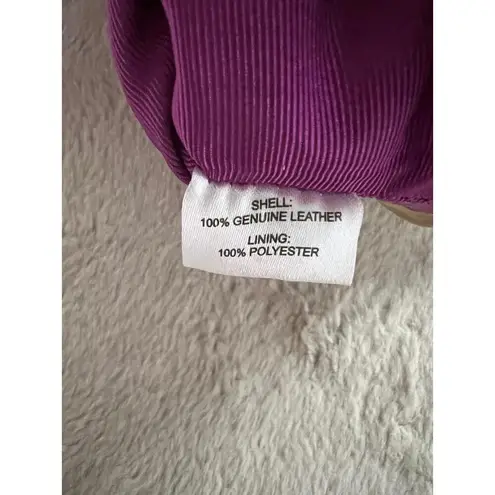 SHELL:
100% GENUINE LEATHER
LINING:
100% POLYESTER